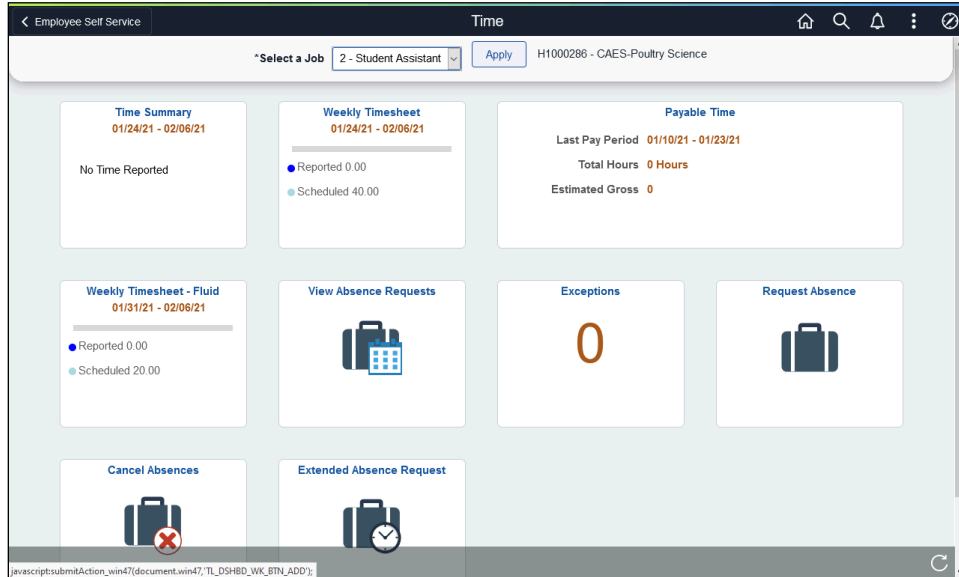 Employee Self Service
Time
*Select a Job 2 - Student Assistant Apply H1000286 - CAES-Poultry Science
Time Summary
01/24/21 - 02/06/21
No Time Reported
Weekly Timesheet
01/24/21 - 02/06/21
Reported 0.00
Scheduled 40.00
Payable Time
Last Pay Period 01/10/21 - 01/23/21
Total Hours 0 Hours
Estimated Gross 0
Weekly Timesheet - Fluid
01/31/21 - 02/06/21
Reported 0.00
Scheduled 20.00
View Absence Requests
Exceptions
0
Request Absence
Cancel Absences
Extended Absence Request
javascript:submitAction_win47(document.win47,'TL_DSHBD_WK_BTN_ADD');